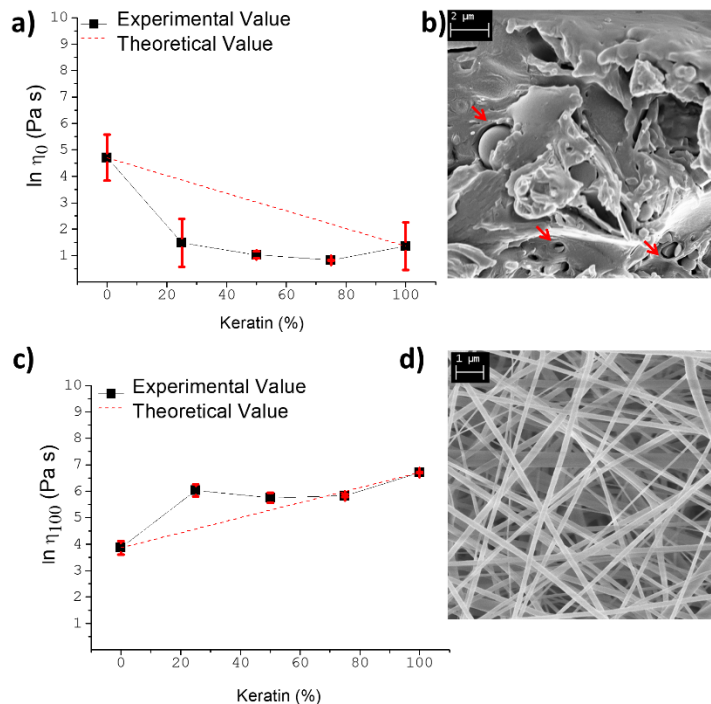 a)
Experimental Value
Theoretical Value
10
9
8
7
6
5
4
3
2
1
ln η0 (Pa s)
0
20
40
60
80
100
Keratin (%)
b)
2 µm
c)
Experimental Value
Theoretical Value
10
9
8
7
6
5
4
3
2
1
ln η100 (Pa s)
0
20
40
60
80
100
Keratin (%)
d)
1 µm